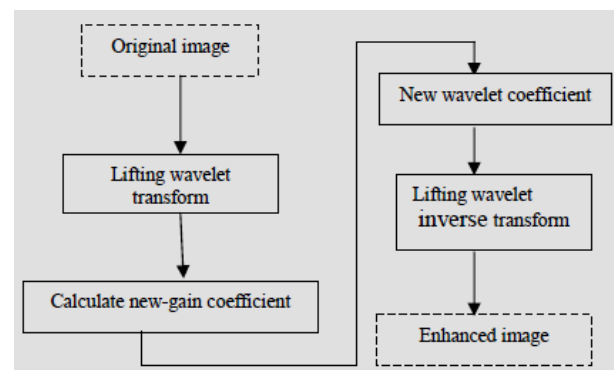 Original image
Lifting wavelet
transform
Calculate new-gain coefficient
New wavelet coefficient
Lifting wavelet
inverse transform
Enhanced image